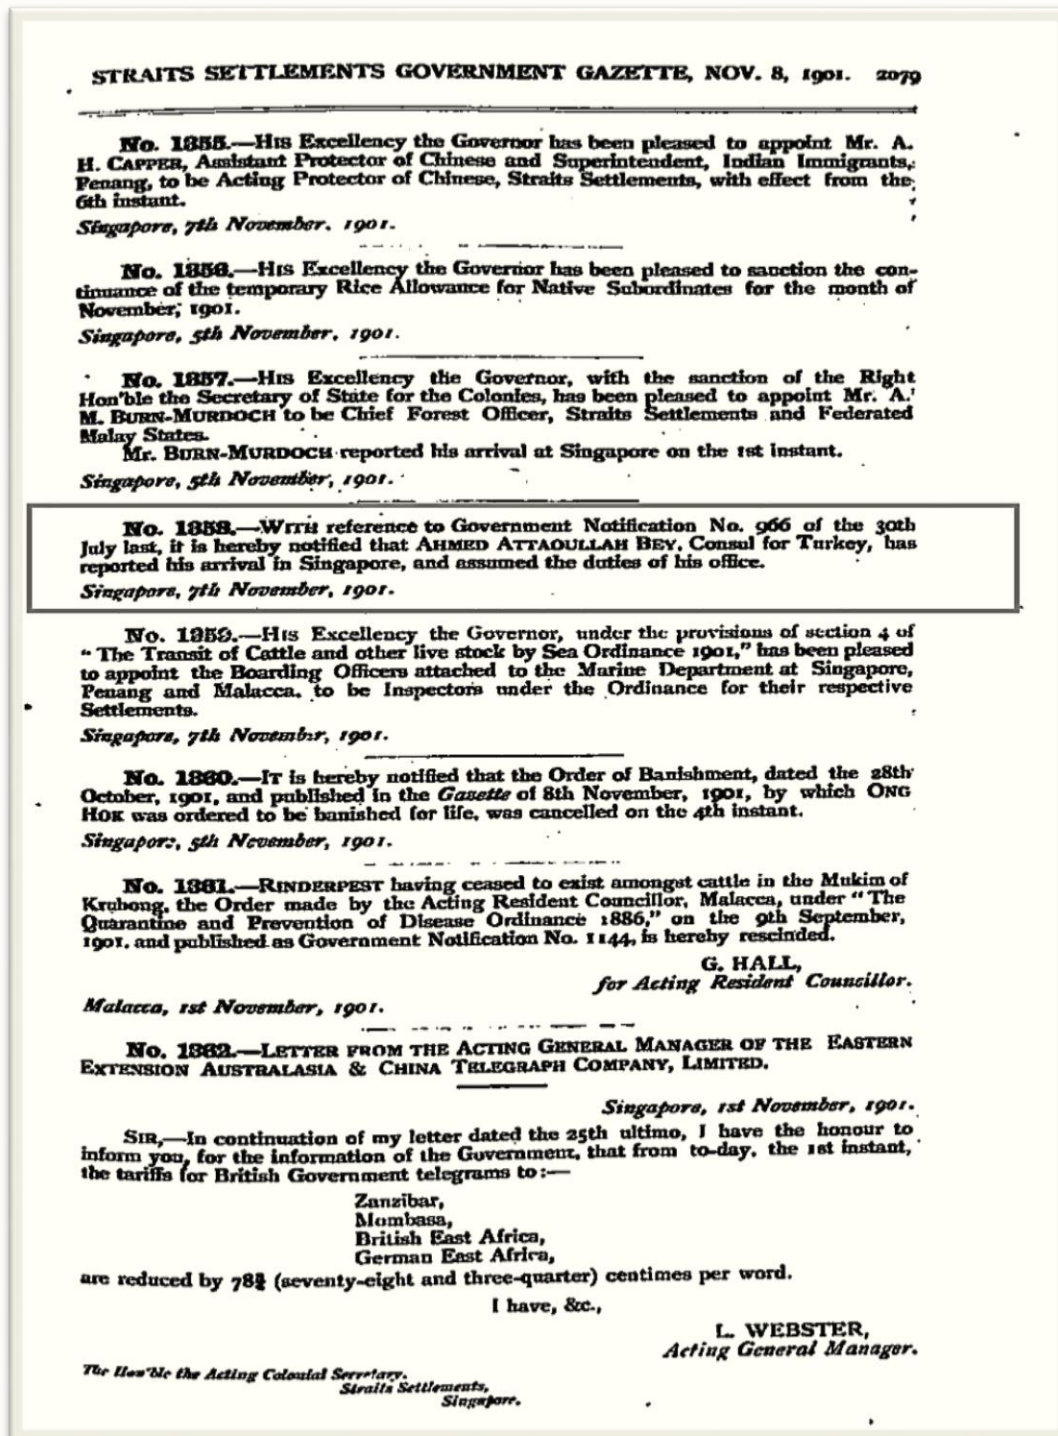 STRAITS SETTLEMENTS GOVERNMENT GAZETTE, NOV. 8, 1901. 2079
No. 1355.—HIS Excellency the Governor has been pleased to appoint Mr. A.
H. CAPPER, Assistant Protector of Chinese and Superintendent, Indian Immigrants,
Penang, to be Acting Protector of Chinese, Straits Settlements, with effect from the
6th instant.
Singapore, 7th November, 1901.
No. 1356.—HIS Excellency the Governor has been pleased to sanction the con-
tinuance of the temporary Rice Allowance for Native Subordinates for the month of
November, 1901.
Singapore, 5th November, 1901.
No. 1357.—HIS Excellency the Governor, with the sanction of the Right
Hon'ble the Secretary of State for the Colonies, has been pleased to appoint Mr. A.
M. BURN-MURDOCH to be Chief Forest Officer, Straits Settlements and Federated
Malay States.
Mr. BURN-MURDOCH reported his arrival at Singapore on the 1st instant.
Singapore, 5th November, 1901.
No. 1358.—WITH reference to Government Notification No. 966 of the 30th
July last, it is hereby notified that AHMED ATTAOULLAH BEY, Consul for Turkey, has
reported his arrival in Singapore, and assumed the duties of his office.
Singapore, 7th November, 1901.
No. 1359.—HIS Excellency the Governor, under the provisions of section 4 of
“The Transit of Cattle and other live stock by Sea Ordinance 1901,” has been pleased
to appoint the Boarding Officers attached to the Marine Department at Singapore,
Penang and Malacca, to be Inspectors under the Ordinance for their respective
Settlements.
Singapore, 7th November, 1901.
No. 1360.—IT is hereby notified that the Order of Banishment, dated the 28th
October, 1901, and published in the Gazette of 8th November, 1901, by which ONG
HOK was ordered to be banished for life, was cancelled on the 4th instant.
Singapore, 5th November, 1901.
No. 1361.—RINDERPEST having ceased to exist amongst cattle in the Mukim of
Krubong, the Order made by the Acting Resident Councillor, Malacca, under “The
Quarantine and Prevention of Disease Ordinance 1886,” on the 9th September,
1901, and published as Government Notification No. 1144, is hereby rescinded.
G. HALL,
for Acting Resident Councillor.
Malacca, 1st November, 1901.
No. 1362.—LETTER FROM THE ACTING GENERAL MANAGER OF THE EASTERN
EXTENSION AUSTRALASIA & CHINA TELEGRAPH COMPANY, LIMITED.
Singapore, 1st November, 1901.
SIR,—In continuation of my letter dated the 25th ultimo, I have the honour to
inform you, for the information of the Government, that from to-day, the 1st instant,
the tariffs for British Government telegrams to:—
Zanzibar,
Mombasa,
British East Africa,
German East Africa,
are reduced by 78¾ (seventy-eight and three-quarter) centimes per word.
I have, &c.,
L. WEBSTER,
Acting General Manager.
The Hon'ble the Acting Colonial Secretary,
Straits Settlements,
Singapore.